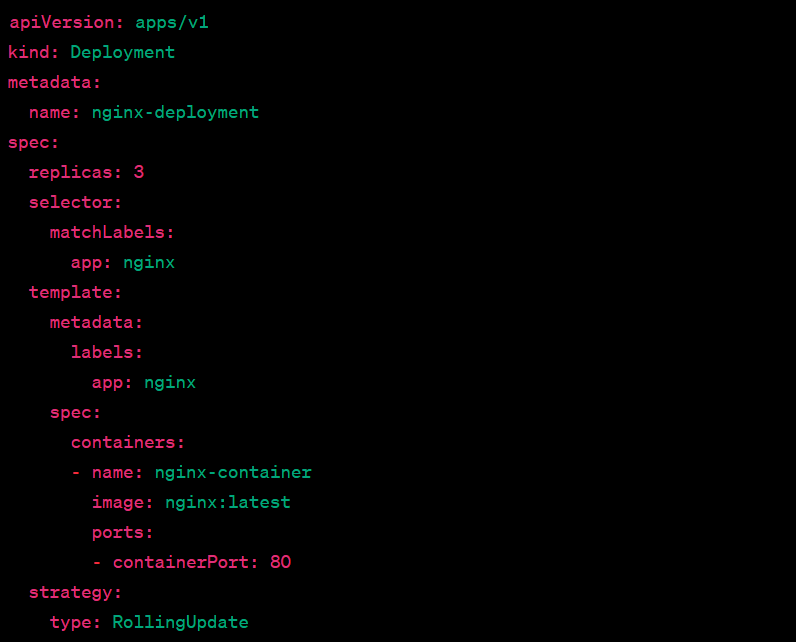 apiVersion: apps/v1
kind: Deployment
metadata:
  name: nginx-deployment
spec:
  replicas: 3
  selector:
    matchLabels:
      app: nginx
  template:
    metadata:
      labels:
        app: nginx
    spec:
      containers:
      - name: nginx-container
        image: nginx:latest
        ports:
        - containerPort: 80
  strategy:
    type: RollingUpdate